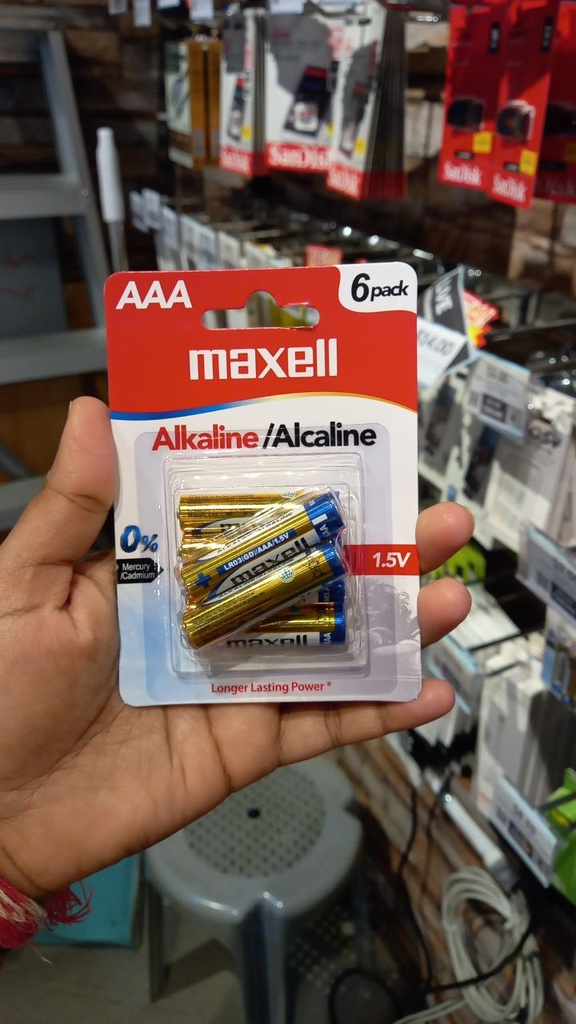 SanDisk
SanDisk
SanDisk
SanDisk
AAA
6pack
maxell
Alkaline/Alcaline
LR03(GD)/AAA/1.5V
maxell
0%
Mercury
/Cadmium
1.5V
maxell
Longer Lasting Power*